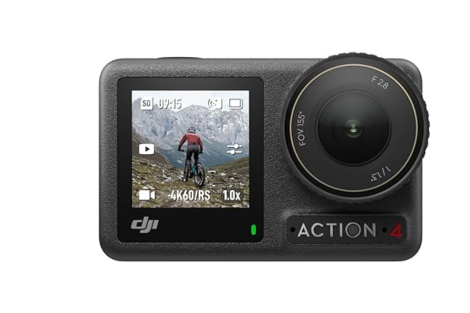 SD 09:15
4K60/RS 1.0x
dji
FOV 155°
F2.8
1/1.3"
ACTION 4